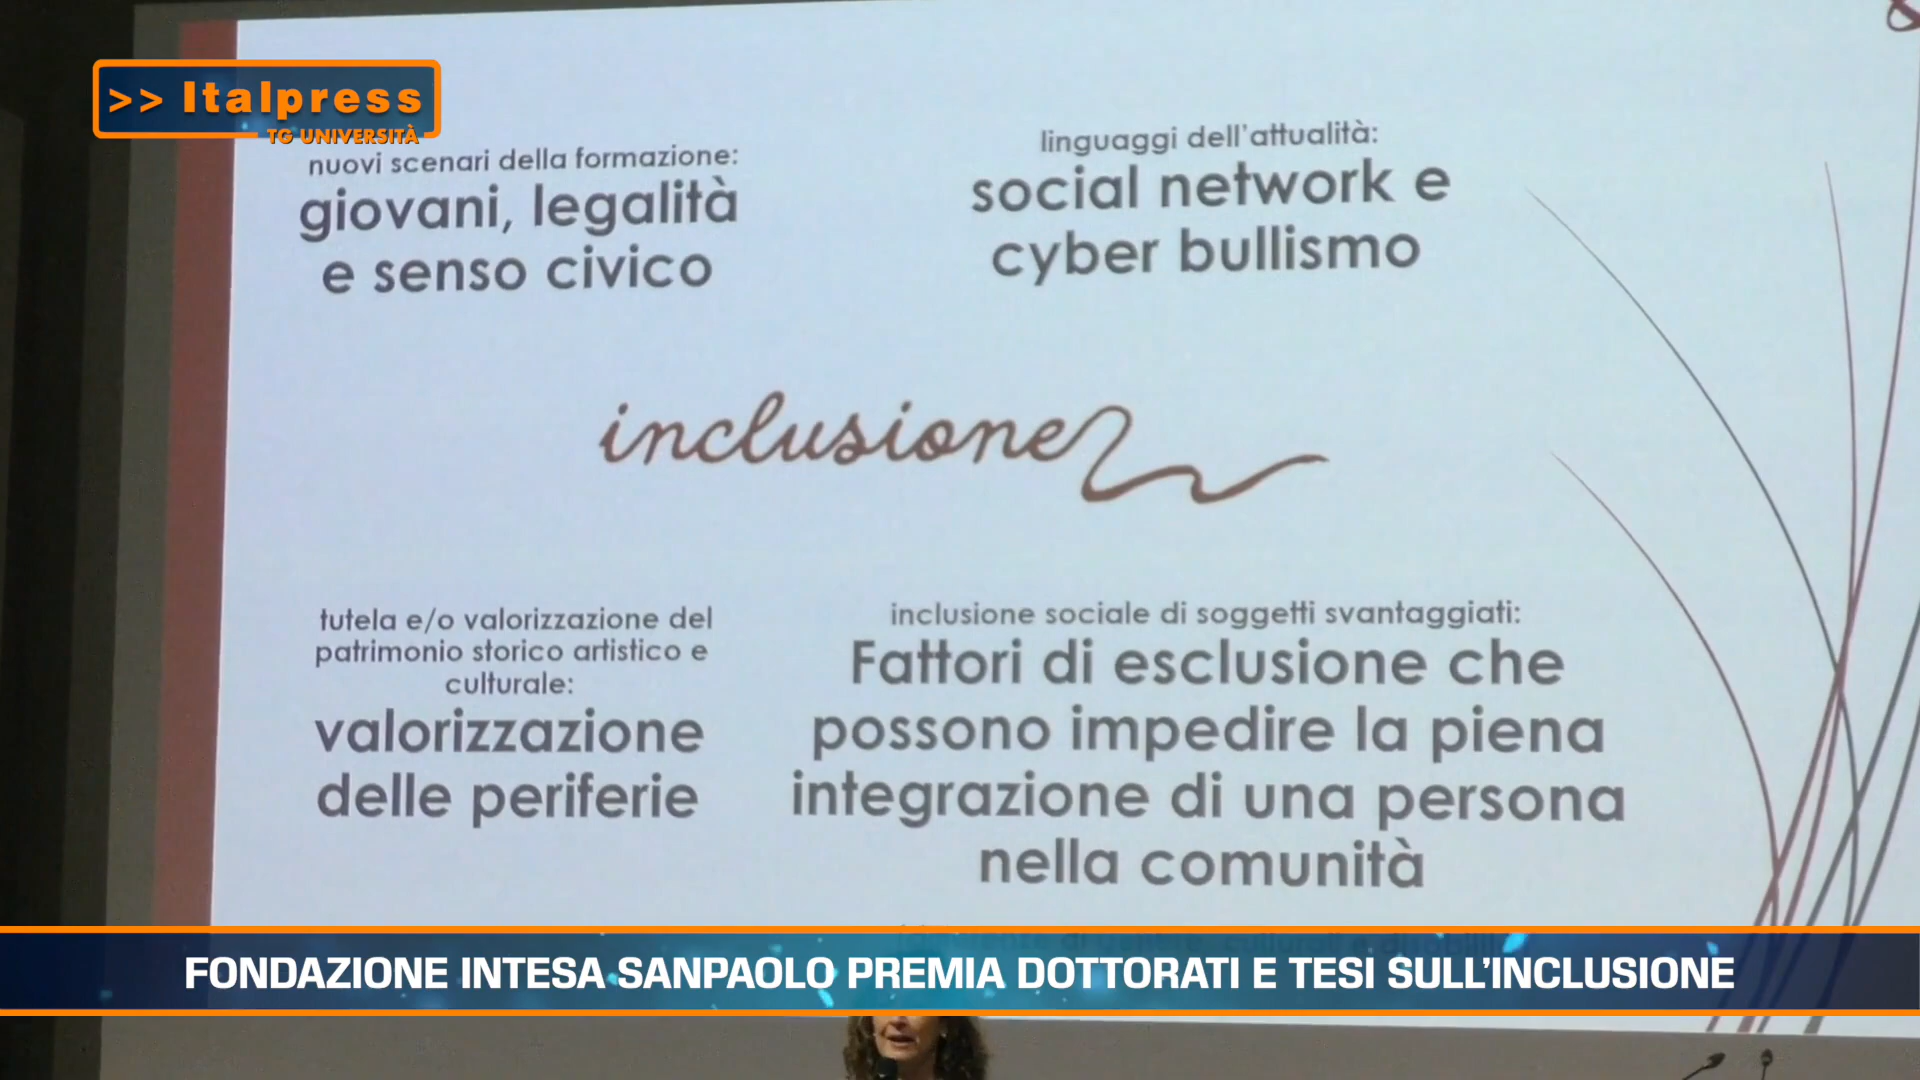 >> Italpress
TG UNIVERSITÀ
nuovi scenari della formazione:
giovani, legalità
e senso civico
linguaggi dell'attualità:
social network e
cyber bullismo
inclusione
tutela e/o valorizzazione del
patrimonio storico artistico e
culturale:
valorizzazione
delle periferie
inclusione sociale di soggetti svantaggiati:
Fattori di esclusione che
possono impedire la piena
integrazione di una persona
nella comunità
FONDAZIONE INTESA SANPAOLO PREMIA DOTTORATI E TESI SULL'INCLUSIONE